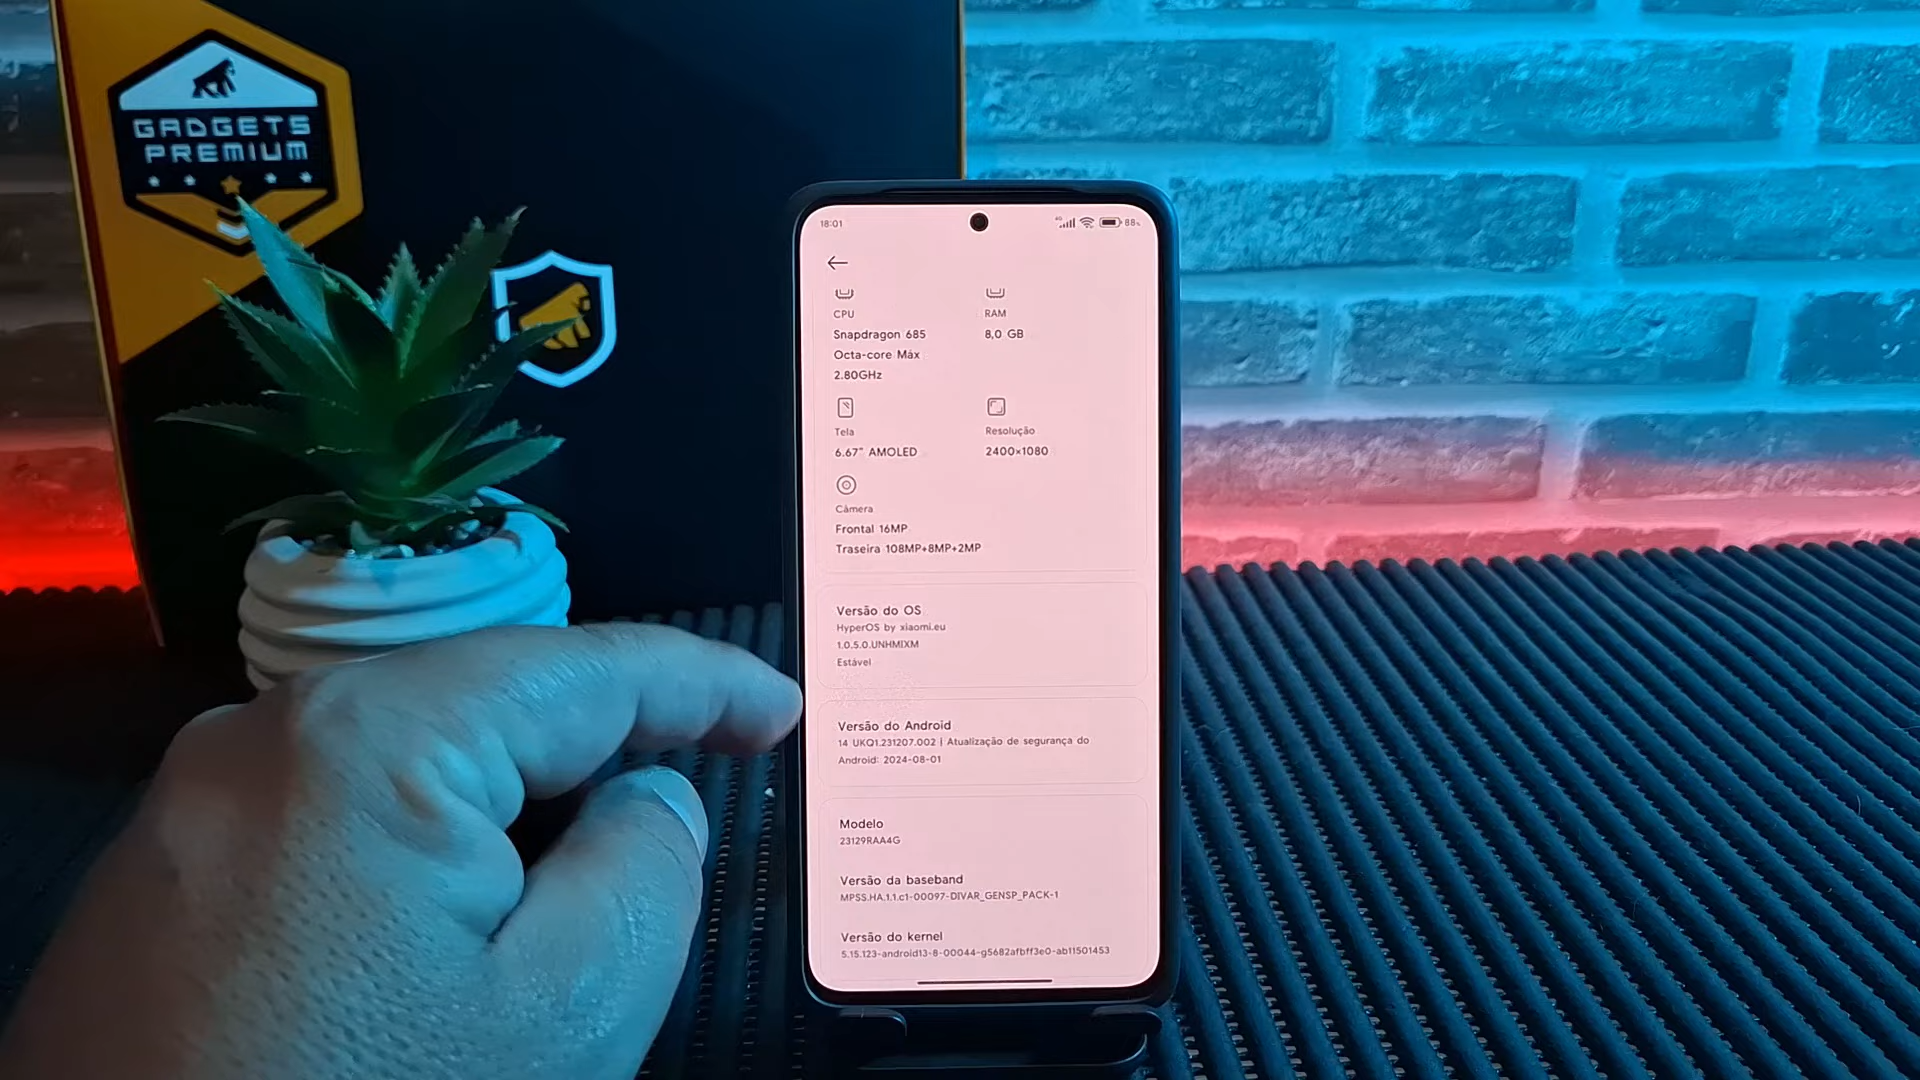 GADGETS
PREMIUM
18:01
4G
88%
CPU
Snapdragon 685
Octa-core Máx
2.80GHz
RAM
8,0 GB
Tela
6.67" AMOLED
Resolução
2400×1080
Câmera
Frontal 16MP
Traseira 108MP+8MP+2MP
Versão do OS
HyperOS by xiaomi.eu
1.0.5.0.UNHMIXM
Estável
Versão do Android
14 UKQ1.231207.002 | Atualização de segurança do
Android: 2024-08-01
Modelo
23129RAA4G
Versão da baseband
MPSS.HA.1.1.c1-00097-DIVAR_GENSP_PACK-1
Versão do kernel
5.15.123-android13-8-00044-g5682afbff3e0-ab11501453